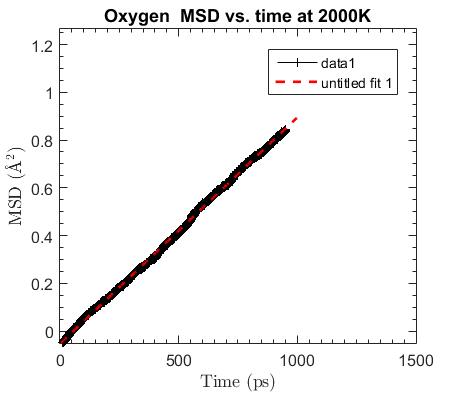 Oxygen  MSD vs. time at 2000K
1.2
1
0.8
0.6
0.4
0.2
0
MSD (Å²)
data1
untitled fit 1
0
500
1000
1500
Time (ps)